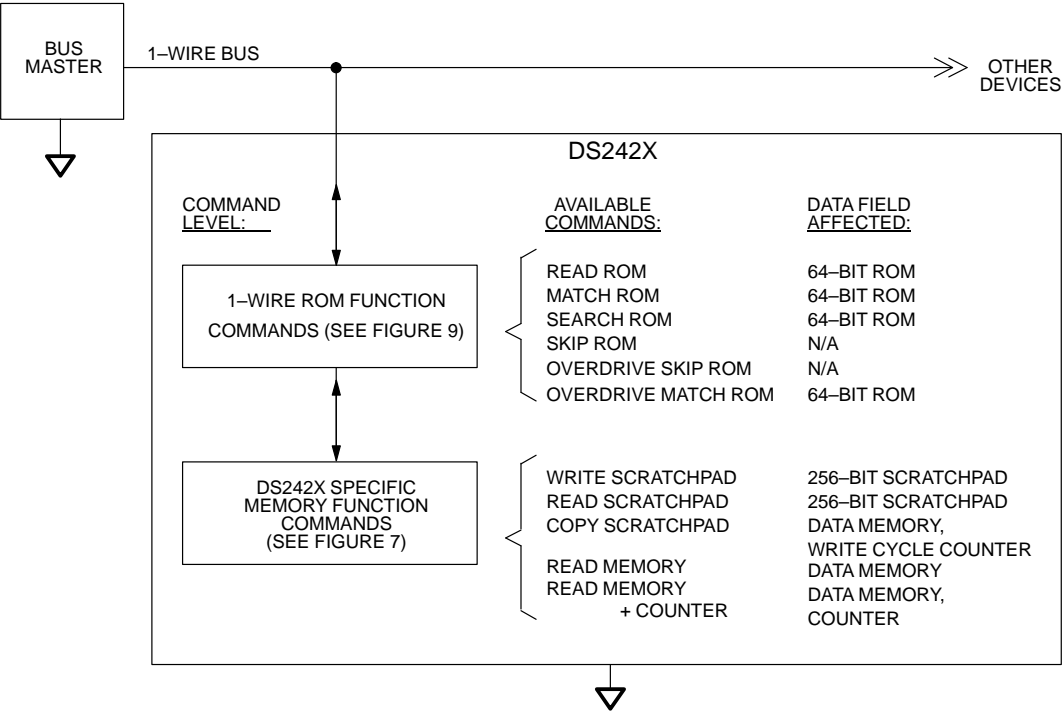 BUS
MASTER
1–WIRE BUS
OTHER
DEVICES
DS242X
COMMAND
LEVEL:
AVAILABLE
COMMANDS:
DATA FIELD
AFFECTED:
1–WIRE ROM FUNCTION
COMMANDS (SEE FIGURE 9)
READ ROM 64–BIT ROM
MATCH ROM 64–BIT ROM
SEARCH ROM 64–BIT ROM
SKIP ROM N/A
OVERDRIVE SKIP ROM N/A
OVERDRIVE MATCH ROM 64–BIT ROM
DS242X SPECIFIC
MEMORY FUNCTION
COMMANDS
(SEE FIGURE 7)
WRITE SCRATCHPAD 256–BIT SCRATCHPAD
READ SCRATCHPAD 256–BIT SCRATCHPAD
COPY SCRATCHPAD DATA MEMORY,
WRITE CYCLE COUNTER
READ MEMORY DATA MEMORY
READ MEMORY DATA MEMORY,
+ COUNTER COUNTER